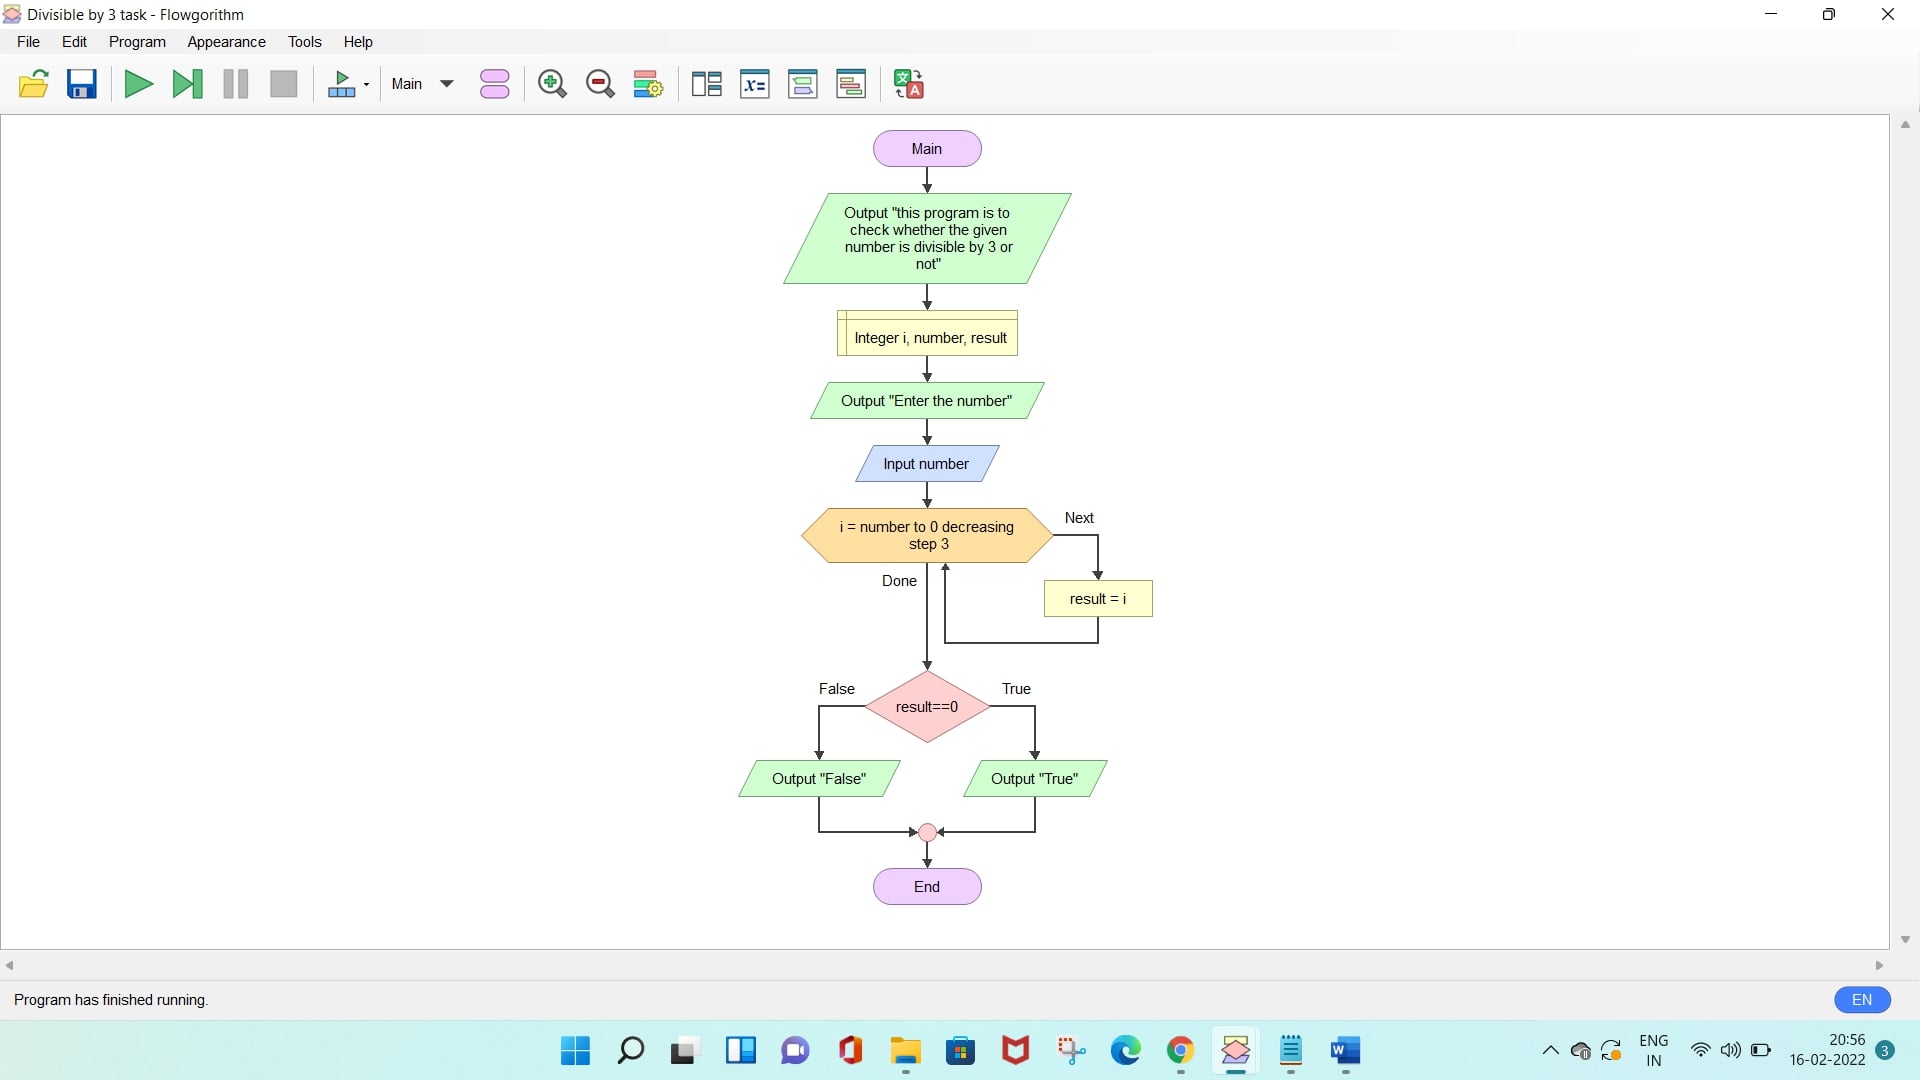 Divisible by 3 task - Flowgorithm
File Edit Program Appearance Tools Help
Main
x=
文
A
Main
Output "this program is to
check whether the given
number is divisible by 3 or
not"
Integer i, number, result
Output "Enter the number"
Input number
i = number to 0 decreasing
step 3
Next
Done
result = i
False
True
result==0
Output "False"
Output "True"
End
Program has finished running.
EN
W
ENG
IN
20:56
16-02-2022
3